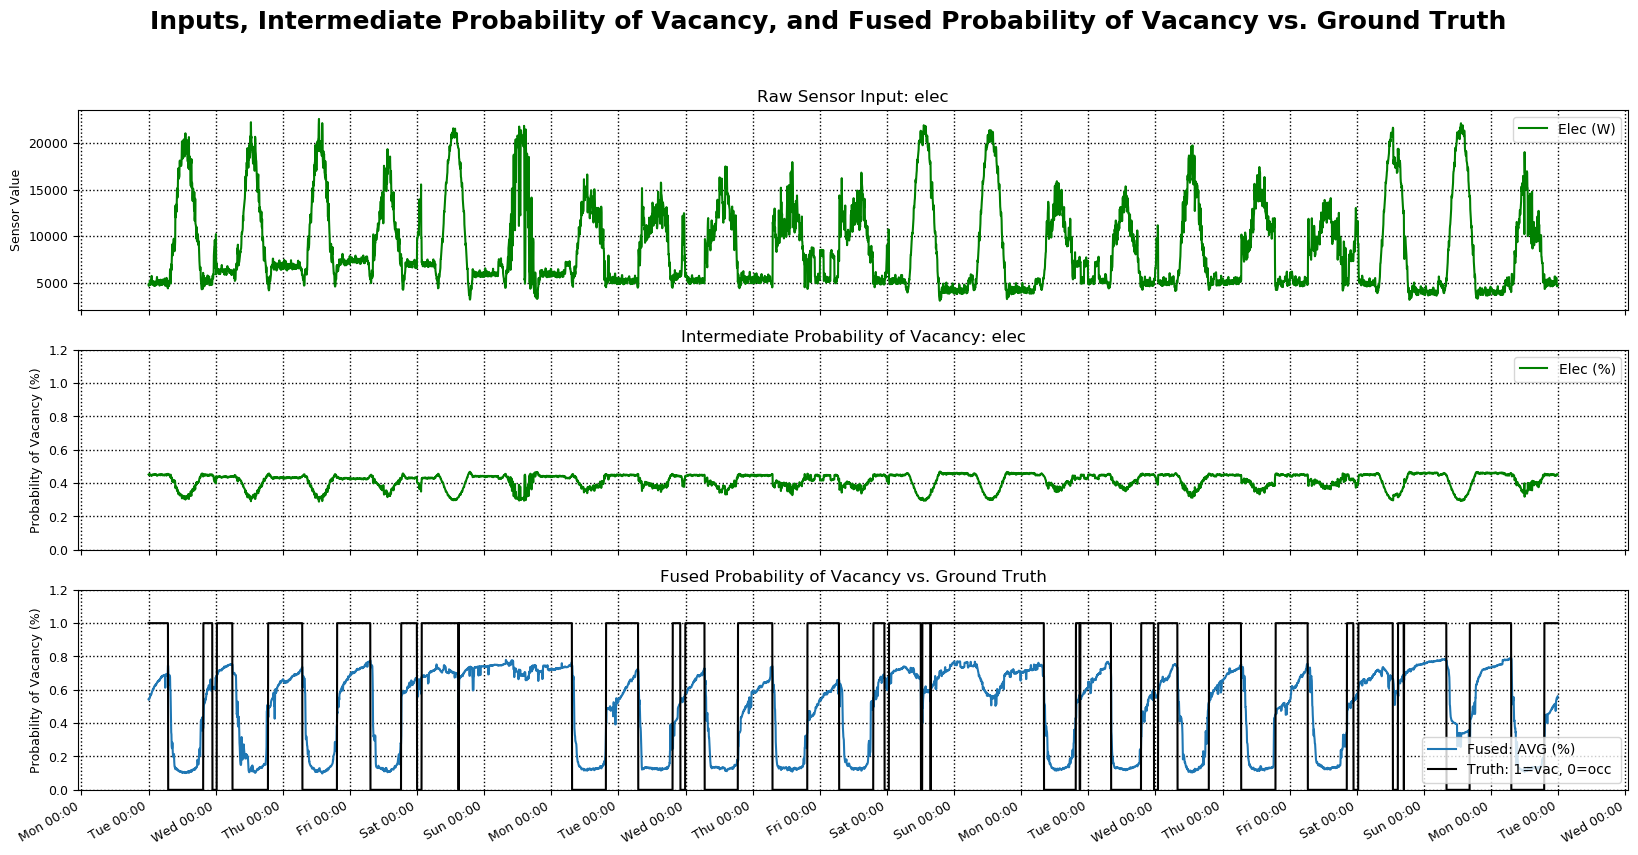 Inputs, Intermediate Probability of Vacancy, and Fused Probability of Vacancy vs. Ground Truth
Raw Sensor Input: elec
Sensor Value
20000
15000
10000
5000
Elec (W)
Intermediate Probability of Vacancy: elec
Probability of Vacancy (%)
1.2
1.0
0.8
0.6
0.4
0.2
0.0
Elec (%)
Fused Probability of Vacancy vs. Ground Truth
Probability of Vacancy (%)
1.2
1.0
0.8
0.6
0.4
0.2
0.0
Fused: AVG (%)
Truth: 1=vac, 0=occ
Mon 00:00
Tue 00:00
Wed 00:00
Thu 00:00
Fri 00:00
Sat 00:00
Sun 00:00
Mon 00:00
Tue 00:00
Wed 00:00
Thu 00:00
Fri 00:00
Sat 00:00
Sun 00:00
Mon 00:00
Tue 00:00
Wed 00:00
Thu 00:00
Fri 00:00
Sat 00:00
Sun 00:00
Mon 00:00
Tue 00:00
Wed 00:00